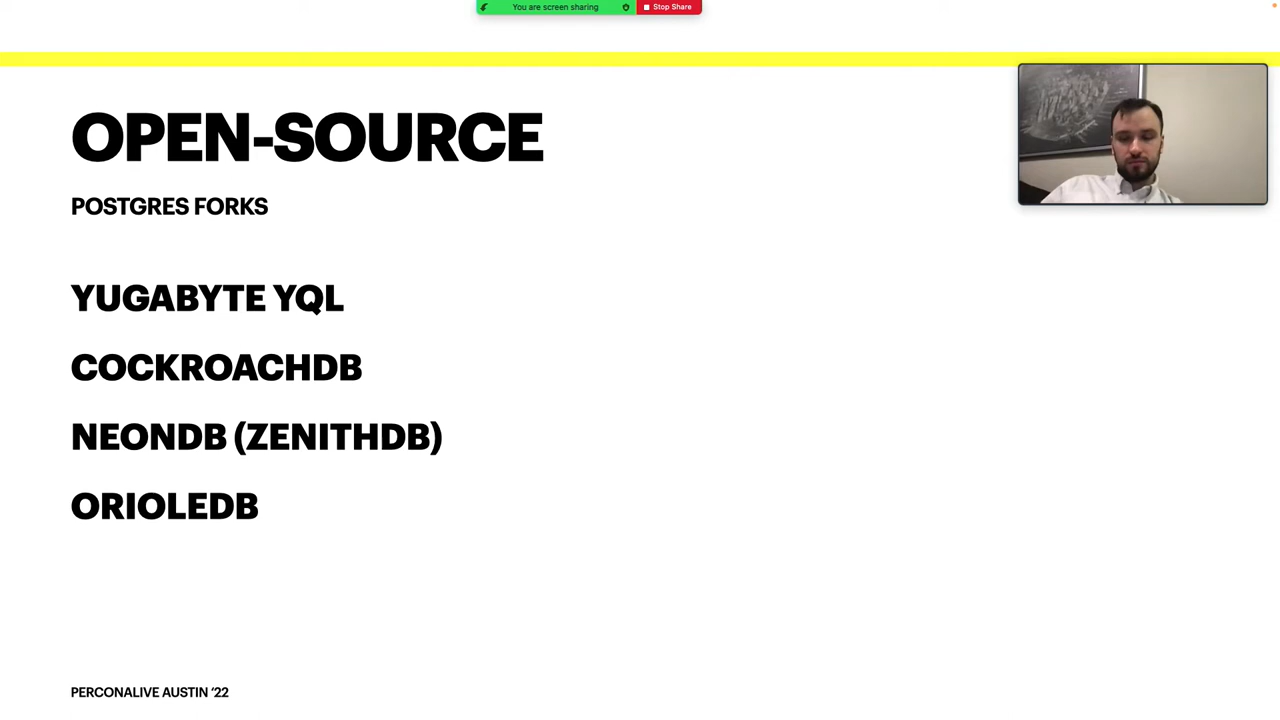 You are screen sharing
Stop Share
OPEN-SOURCE
POSTGRES FORKS
YUGABYTE YQL
COCKROACHDB
NEONDB (ZENITHDB)
ORIOLEDB
PERCONALIVE AUSTIN ‘22